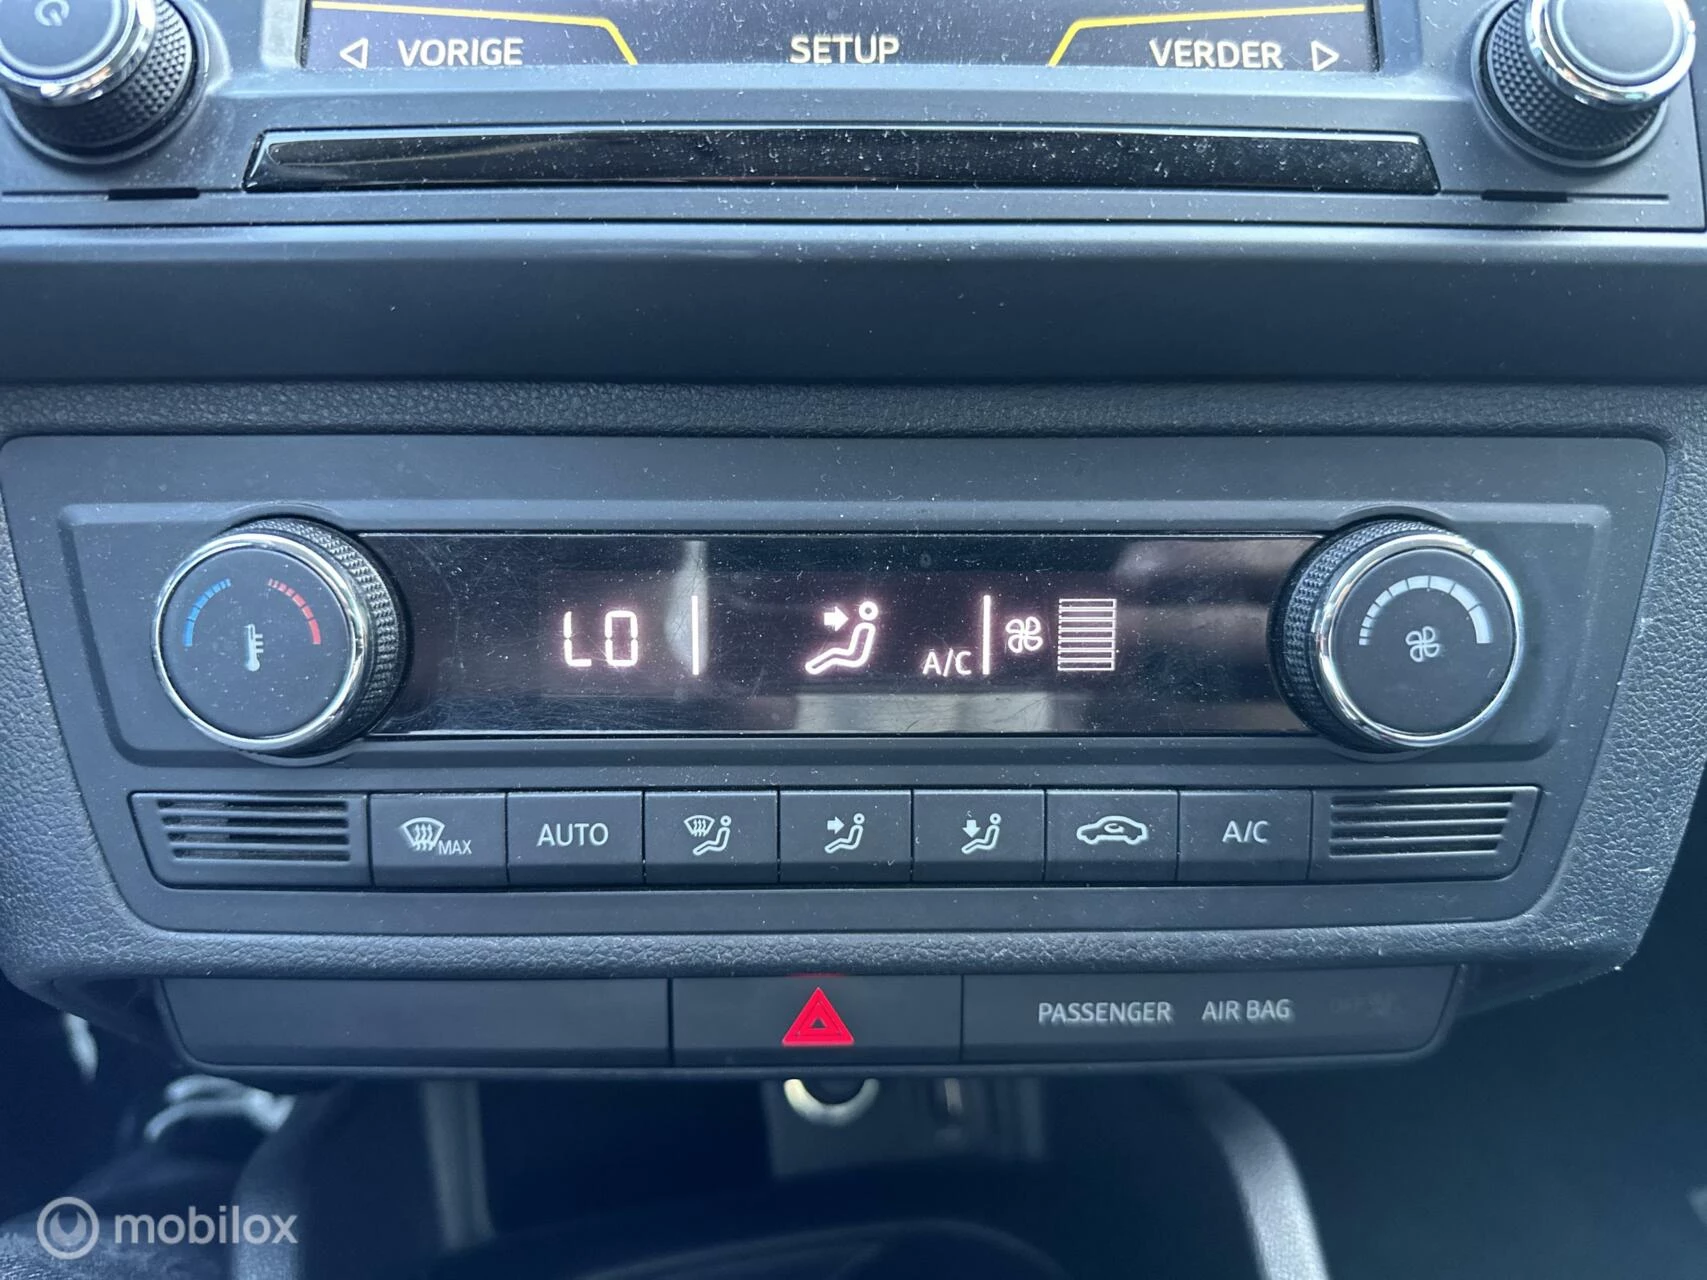 VORIGE SETUP VERDER
LO A/C
MAX AUTO A/C
PASSENGER AIR BAG
mobilox